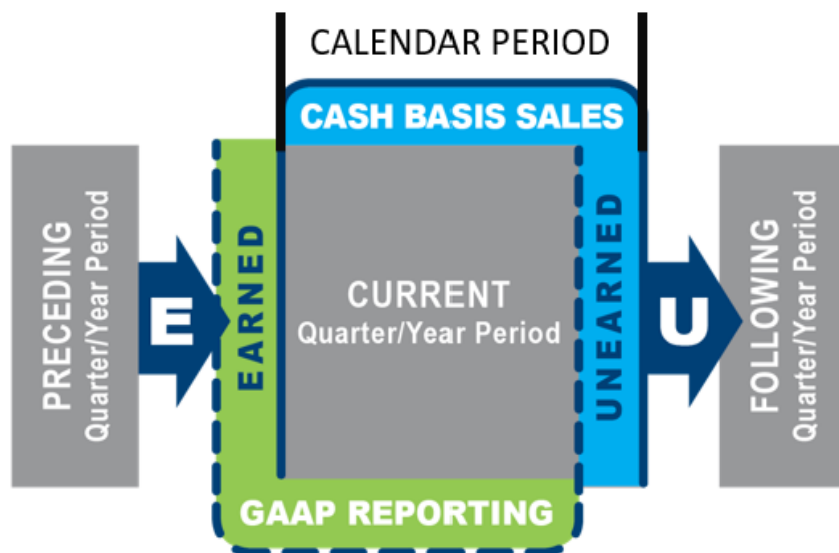 CALENDAR PERIOD
CASH BASIS SALES
PRECEDING
Quarter/Year Period
E
EARNED
CURRENT
Quarter/Year Period
UNEARNED
U
FOLLOWING
Quarter/Year Period
GAAP REPORTING